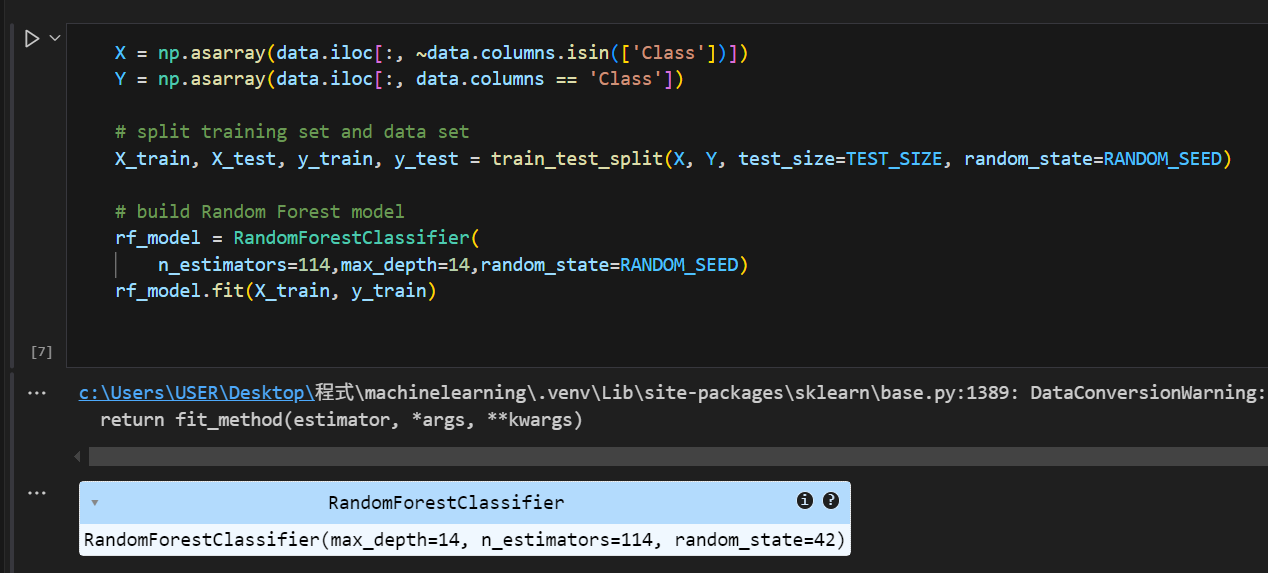 X = np.asarray(data.iloc[:, ~data.columns.isin(['Class'])])
Y = np.asarray(data.iloc[:, data.columns == 'Class'])
# split training set and data set
X_train, X_test, y_train, y_test = train_test_split(X, Y, test_size=TEST_SIZE, random_state=RANDOM_SEED)
# build Random Forest model
rf_model = RandomForestClassifier(
    n_estimators=114,max_depth=14,random_state=RANDOM_SEED)
rf_model.fit(X_train, y_train)
[7]
c:\Users\USER\Desktop\程式\machinelearning\.venv\Lib\site-packages\sklearn\base.py:1389: DataConversionWarning:
  return fit_method(estimator, *args, **kwargs)
RandomForestClassifier i ?
RandomForestClassifier(max_depth=14, n_estimators=114, random_state=42)